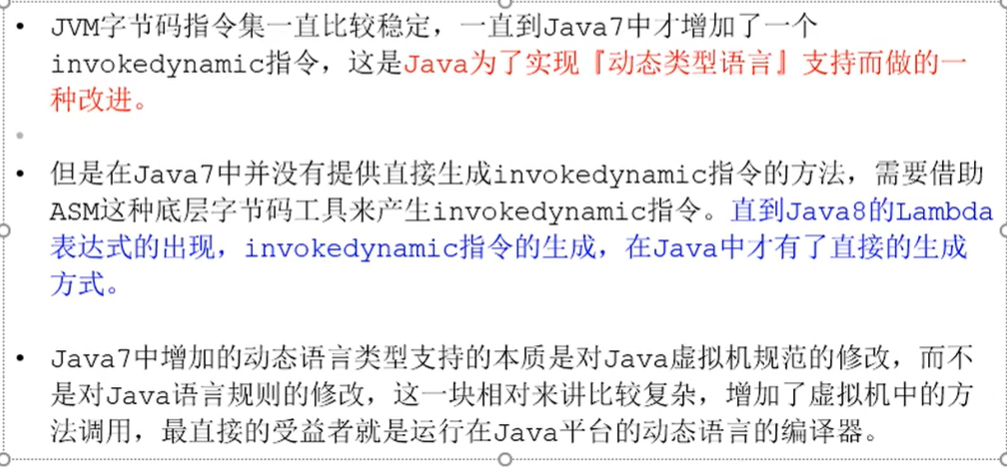 • JVM字节码指令集一直比较稳定，一直到Java7中才增加了一个
invokedynamic指令，这是Java为了实现『动态类型语言』支持而做的一
种改进。
•
• 但是在Java7中并没有提供直接生成invokedynamic指令的方法，需要借助
ASM这种底层字节码工具来产生invokedynamic指令。直到Java8的Lambda
表达式的出现，invokedynamic指令的生成，在Java中才有了直接的生成
方式。
• Java7中增加的动态语言类型支持的本质是对Java虚拟机规范的修改，而不
是对Java语言规则的修改，这一块相对来讲比较复杂，增加了虚拟机中的方
法调用，最直接的受益者就是运行在Java平台的动态语言的编译器。